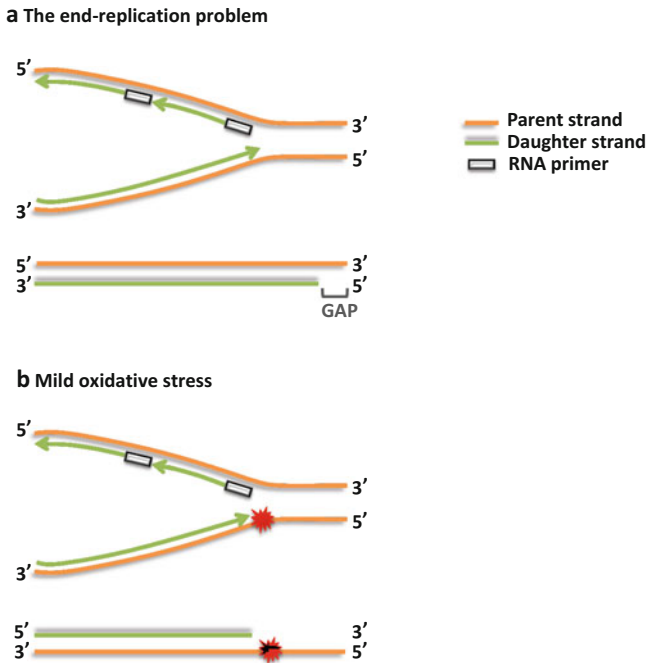 a The end-replication problem
5′
3′
5′
3′
Parent strand
Daughter strand
RNA primer
5′ 3′
3′ 5′
GAP
b Mild oxidative stress
5′
3′
5′
3′
5′ 3′
3′ 5′